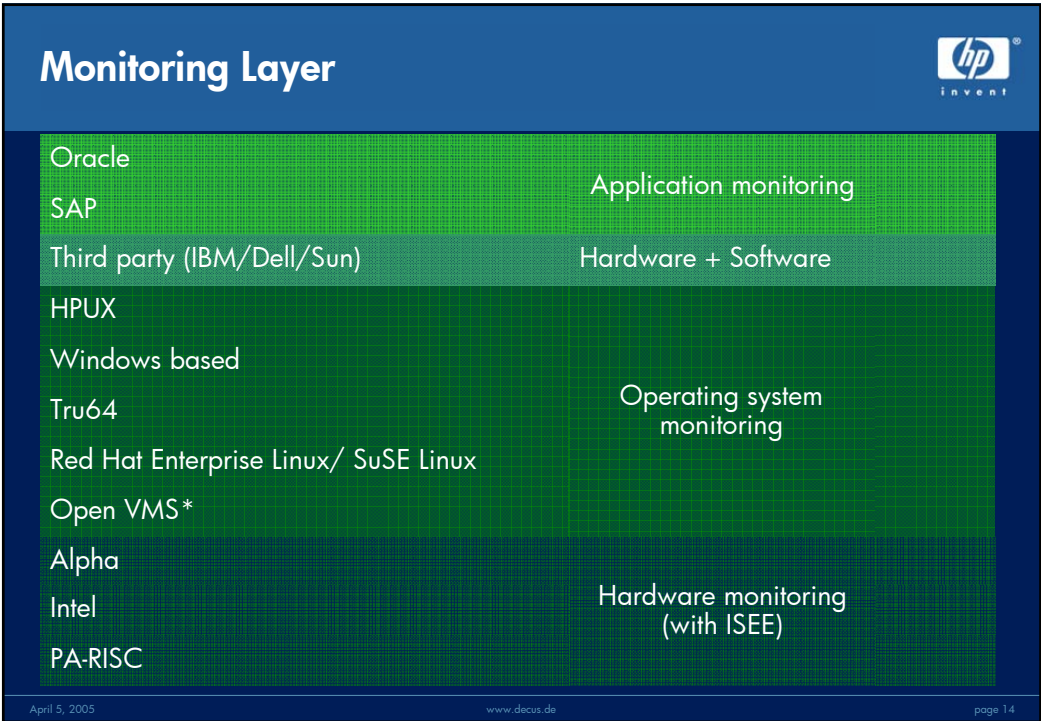 Monitoring Layer
hp
®
invent
Oracle
SAP
Application monitoring
Third party (IBM/Dell/Sun)
Hardware + Software
HPUX
Windows based
Tru64
Red Hat Enterprise Linux/ SuSE Linux
Open VMS*
Operating system
monitoring
Alpha
Intel
PA-RISC
Hardware monitoring
(with ISEE)
April 5, 2005
www.decus.de
page 14